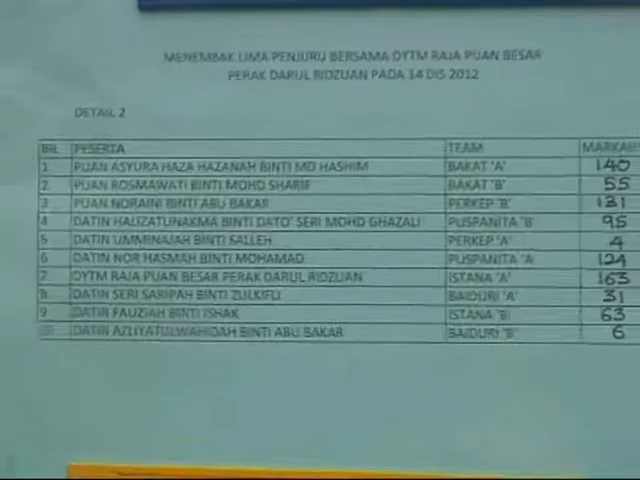 MENEMBAK LIMA PENJURU BERSAMA DYTM RAJA PUAN BESAR
PERAK DARUL RIDZUAN PADA 14 DIS 2012
DETAIL 2
BIL PESERTA TEAM MARKAH
1 PUAN ASYURA HAZA HAZANAH BINTI MD HASHIM BAKAT 'A' 140
2 PUAN ROSMAWATI BINTI MOHD SHARIF BAKAT 'B' 55
3 PUAN NORAINI BINTI ABU BAKAR PERKEP 'B' 131
4 DATIN HALIZATUNAKMA BINTI DATO' SERI MOHD GHAZALI PUSPANITA 'B' 95
5 DATIN UMMINAJAH BINTI SALLEH PERKEP 'A' 4
6 DATIN NOR HASMAH BINTI MOHAMAD PUSPANITA 'A 124
7 DYTM RAJA PUAN BESAR PERAK DARUL RIDZUAN ISTANA 'A' 163
8 DATIN SERI SARIPAH BINTI ZULKIFLI BAIDURI 'A' 31
9 DATIN FAUZIAH BINTI ISHAK ISTANA 'B' 63
10 DATIN AZLIYATULWAHIDAH BINTI ABU BAKAR BAIDURI 'B' 6